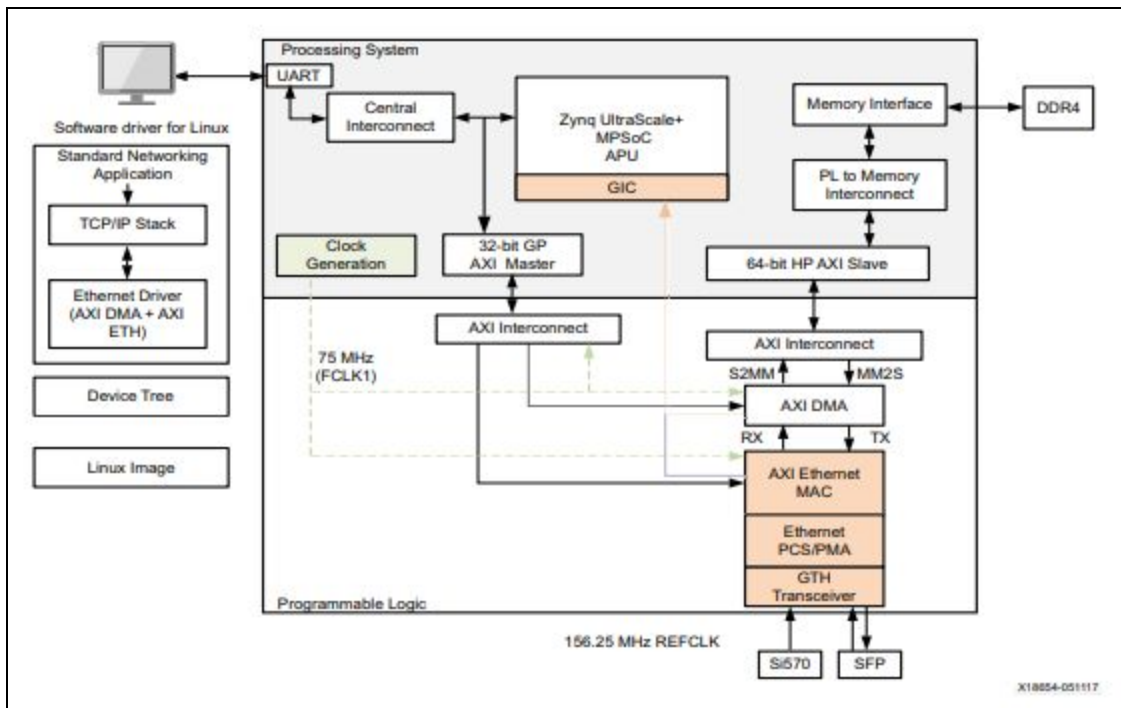 Processing System
UART
Central
Interconnect
Zynq UltraScale+
MPSoC
APU
GIC
Memory Interface
DDR4
PL to Memory
Interconnect
Software driver for Linux
Standard Networking
Application
TCP/IP Stack
Ethernet Driver
(AXI DMA + AXI
ETH)
Device Tree
Linux Image
Clock
Generation
32-bit GP
AXI Master
64-bit HP AXI Slave
AXI Interconnect
AXI Interconnect
75 MHz
(FCLK1)
S2MM
MM2S
AXI DMA
RX
TX
AXI Ethernet
MAC
Ethernet
PCS/PMA
GTH
Transceiver
Programmable Logic
156.25 MHz REFCLK
Si570
SFP
X18654-051117